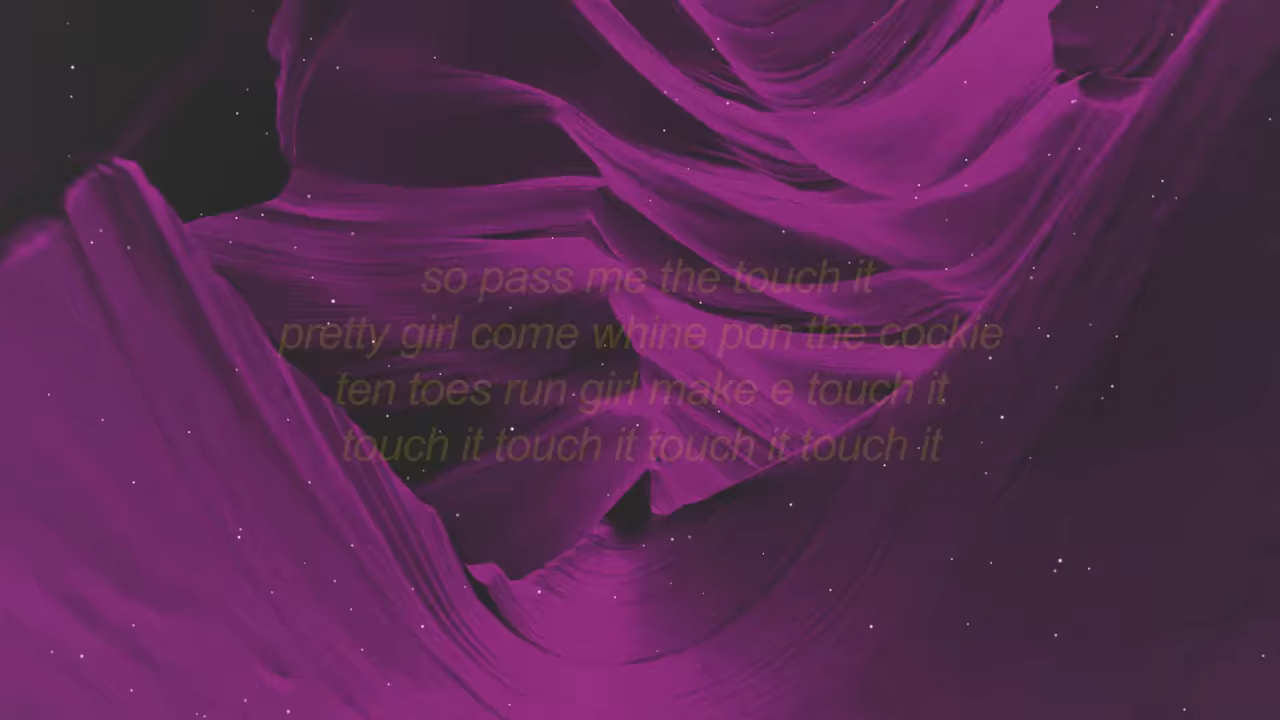 so pass me the touch it
pretty girl come whine pon the cockie
ten toes run girl make e touch it
touch it touch it touch it touch it